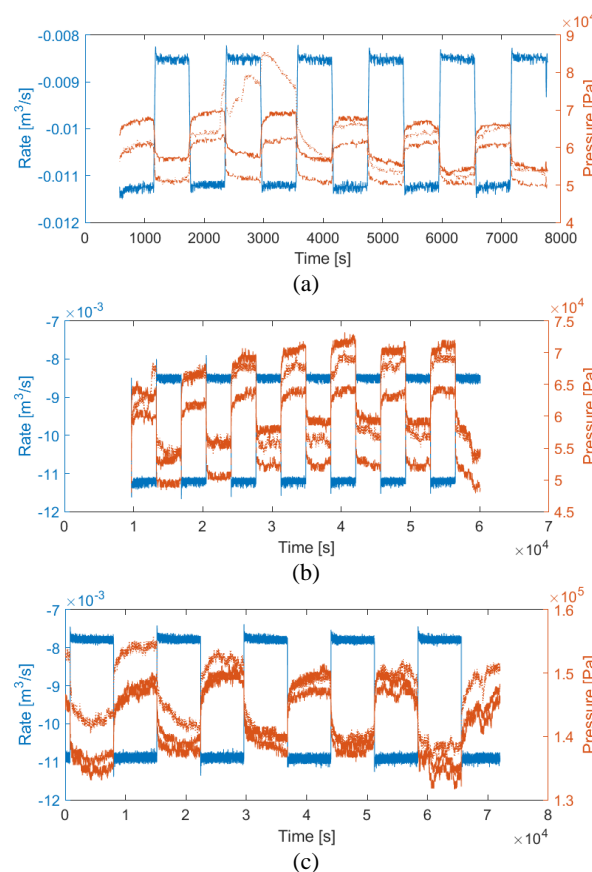 ×10⁴
-0.008 9
8
-0.009
7
-0.01
6
-0.011
5
-0.012 4
Rate [m³/s]
Pressure [Pa]
0 1000 2000 3000 4000 5000 6000 7000 8000
Time [s]
(a)
×10⁻³ ×10⁴
-7 7.5
7
-8
6.5
-9
6
-10 5.5
5
-11
-12 4.5
Rate [m³/s]
Pressure [Pa]
0 1 2 3 4 5 6 7
Time [s] ×10⁴
(b)
×10⁻³ ×10⁵
-7 1.6
-8
-9 1.5
-10 1.4
-11
-12 1.3
Rate [m³/s]
Pressure [Pa]
0 1 2 3 4 5 6 7 8
Time [s] ×10⁴
(c)